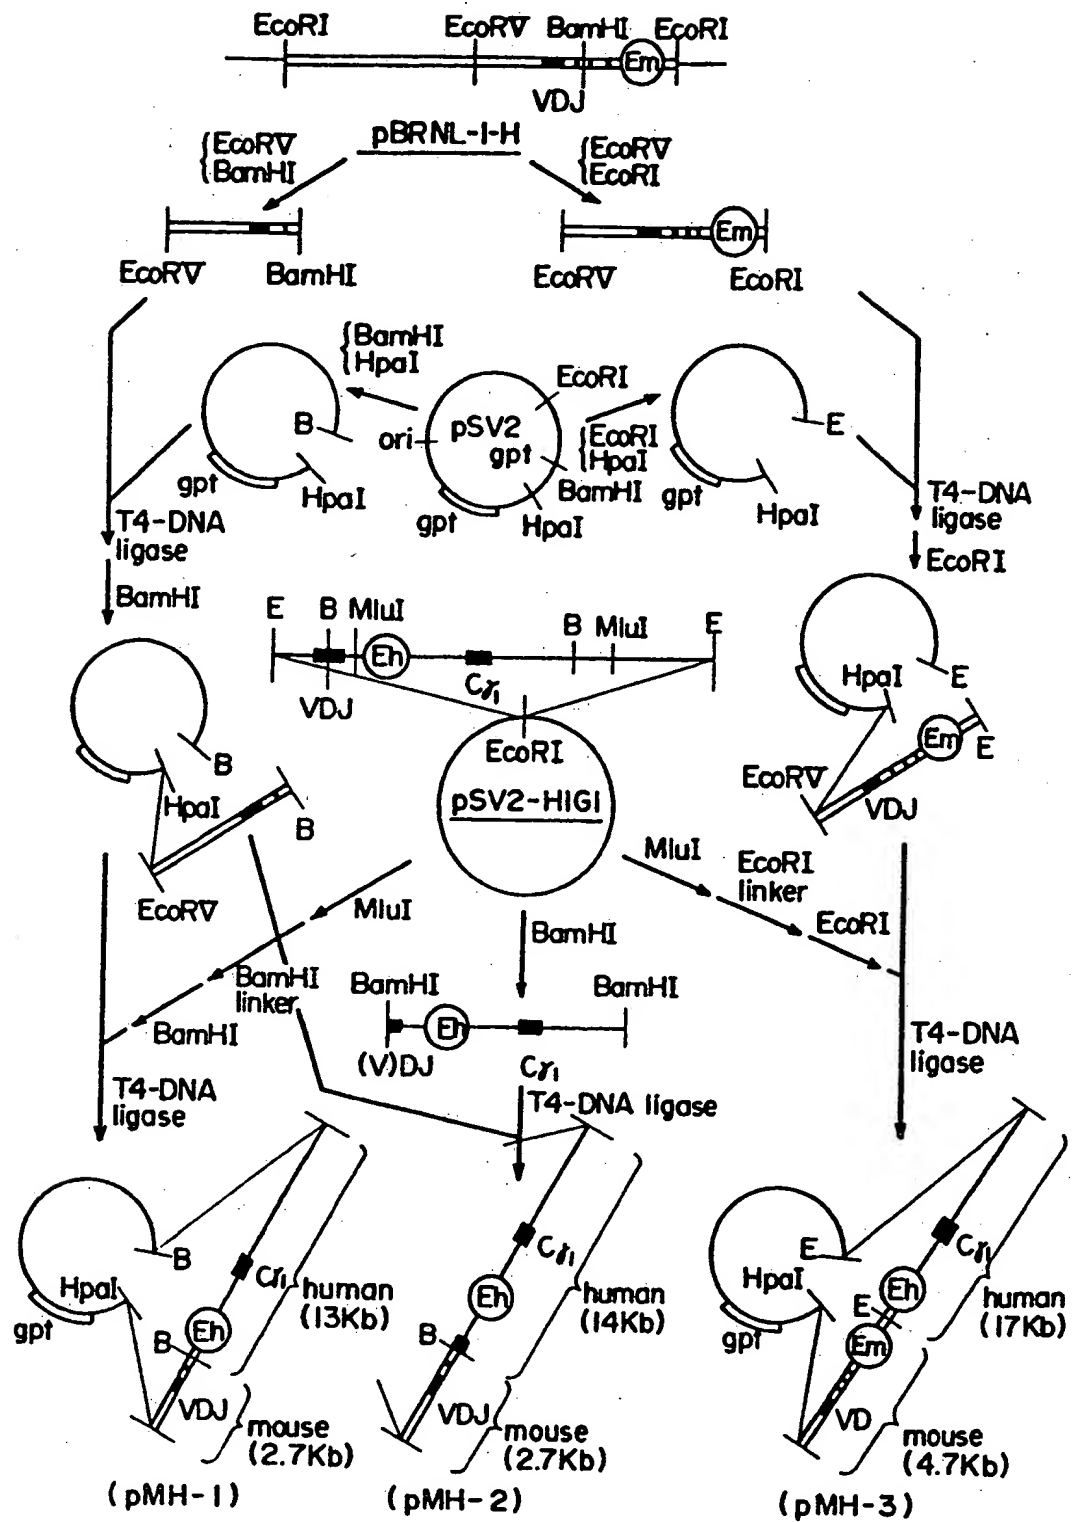 EcoRI EcoRV BamHI EcoRI
Em
VDJ
pBRNL-I-H
{EcoRV
{BamHI
{EcoRV
{EcoRI
Em
EcoRV BamHI
EcoRV EcoRI
{BamHI
{HpaI
B
gpt
HpaI
EcoRI
ori
pSV2
gpt
BamHI
HpaI
gpt
{EcoRI
{HpaI
E
gpt
HpaI
T4-DNA
ligase
BamHI
T4-DNA
ligase
EcoRI
E B MluI B MluI E
Eh
VDJ
Cγ1
EcoRI
pSV2-HIGI
B
HpaI
B
EcoRV
HpaI
E
Em
E
EcoRV
VDJ
MluI
BamHI
linker
BamHI
T4-DNA
ligase
BamHI
BamHI BamHI
Eh
(V)DJ Cγ1
T4-DNA ligase
MluI
EcoRI
linker
EcoRI
T4-DNA
ligase
B
HpaI
gpt
Cγ1
Eh
B
VDJ
human
(13Kb)
mouse
(2.7Kb)
(pMH-1)
Cγ1
Eh
B
VDJ
human
(14Kb)
mouse
(2.7Kb)
(pMH-2)
E
HpaI
gpt
Cγ1
Eh
E
Em
VD
human
(17Kb)
mouse
(4.7Kb)
(pMH-3)